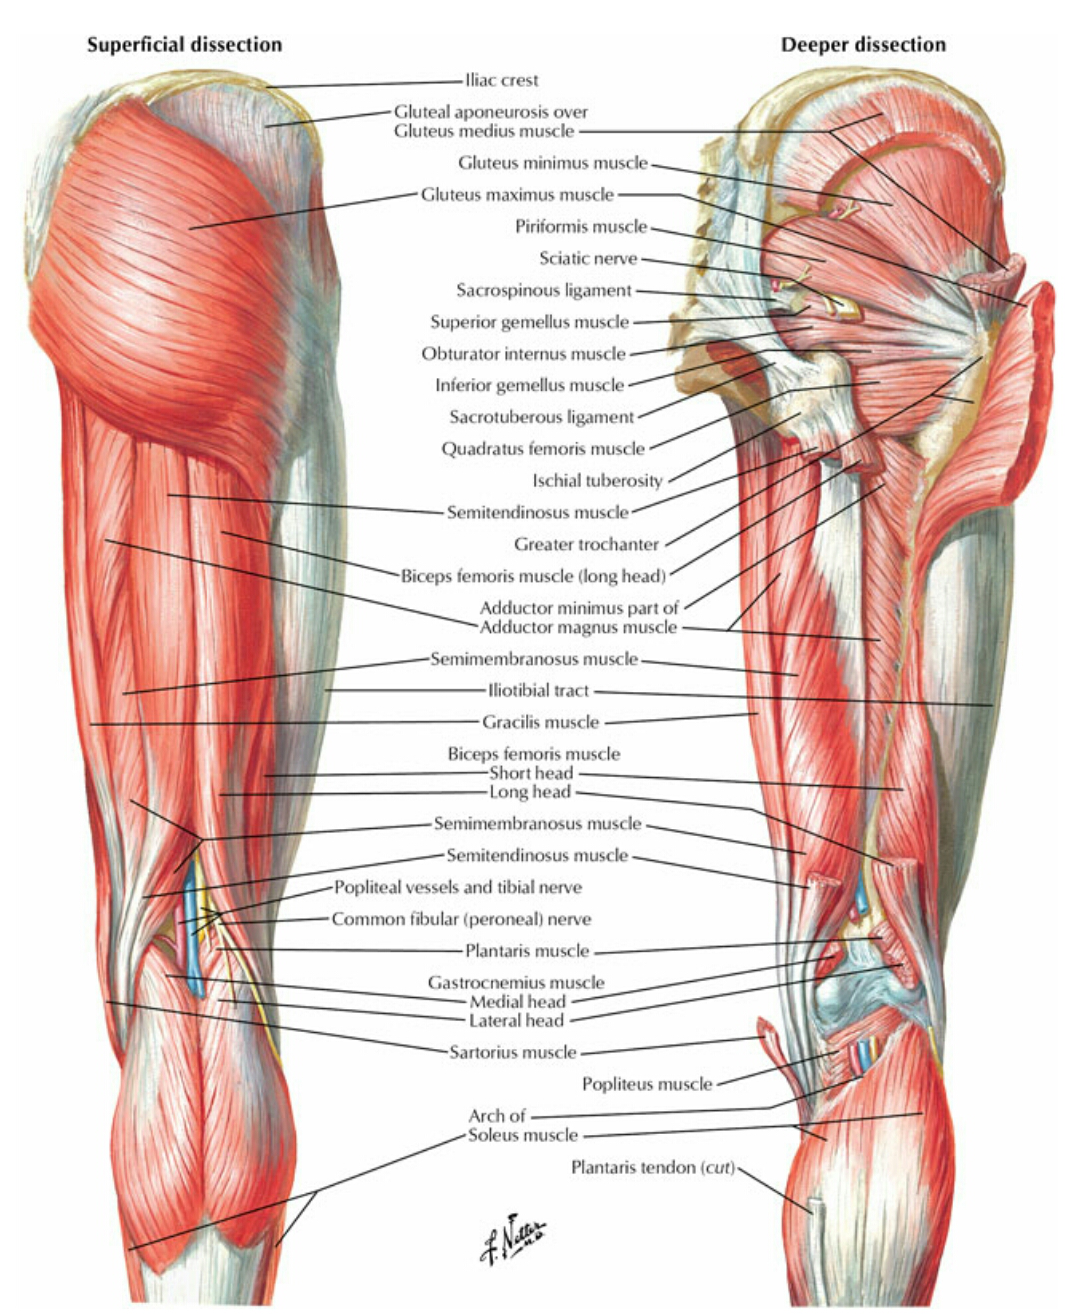 Superficial dissection
Deeper dissection
Iliac crest
Gluteal aponeurosis over
Gluteus medius muscle
Gluteus minimus muscle
Gluteus maximus muscle
Piriformis muscle
Sciatic nerve
Sacrospinous ligament
Superior gemellus muscle
Obturator internus muscle
Inferior gemellus muscle
Sacrotuberous ligament
Quadratus femoris muscle
Ischial tuberosity
Semitendinosus muscle
Greater trochanter
Biceps femoris muscle (long head)
Adductor minimus part of
Adductor magnus muscle
Semimembranosus muscle
Iliotibial tract
Gracilis muscle
Biceps femoris muscle
Short head
Long head
Semimembranosus muscle
Semitendinosus muscle
Popliteal vessels and tibial nerve
Common fibular (peroneal) nerve
Plantaris muscle
Gastrocnemius muscle
Medial head
Lateral head
Sartorius muscle
Popliteus muscle
Arch of
Soleus muscle
Plantaris tendon (cut)
F. Netter M.D.